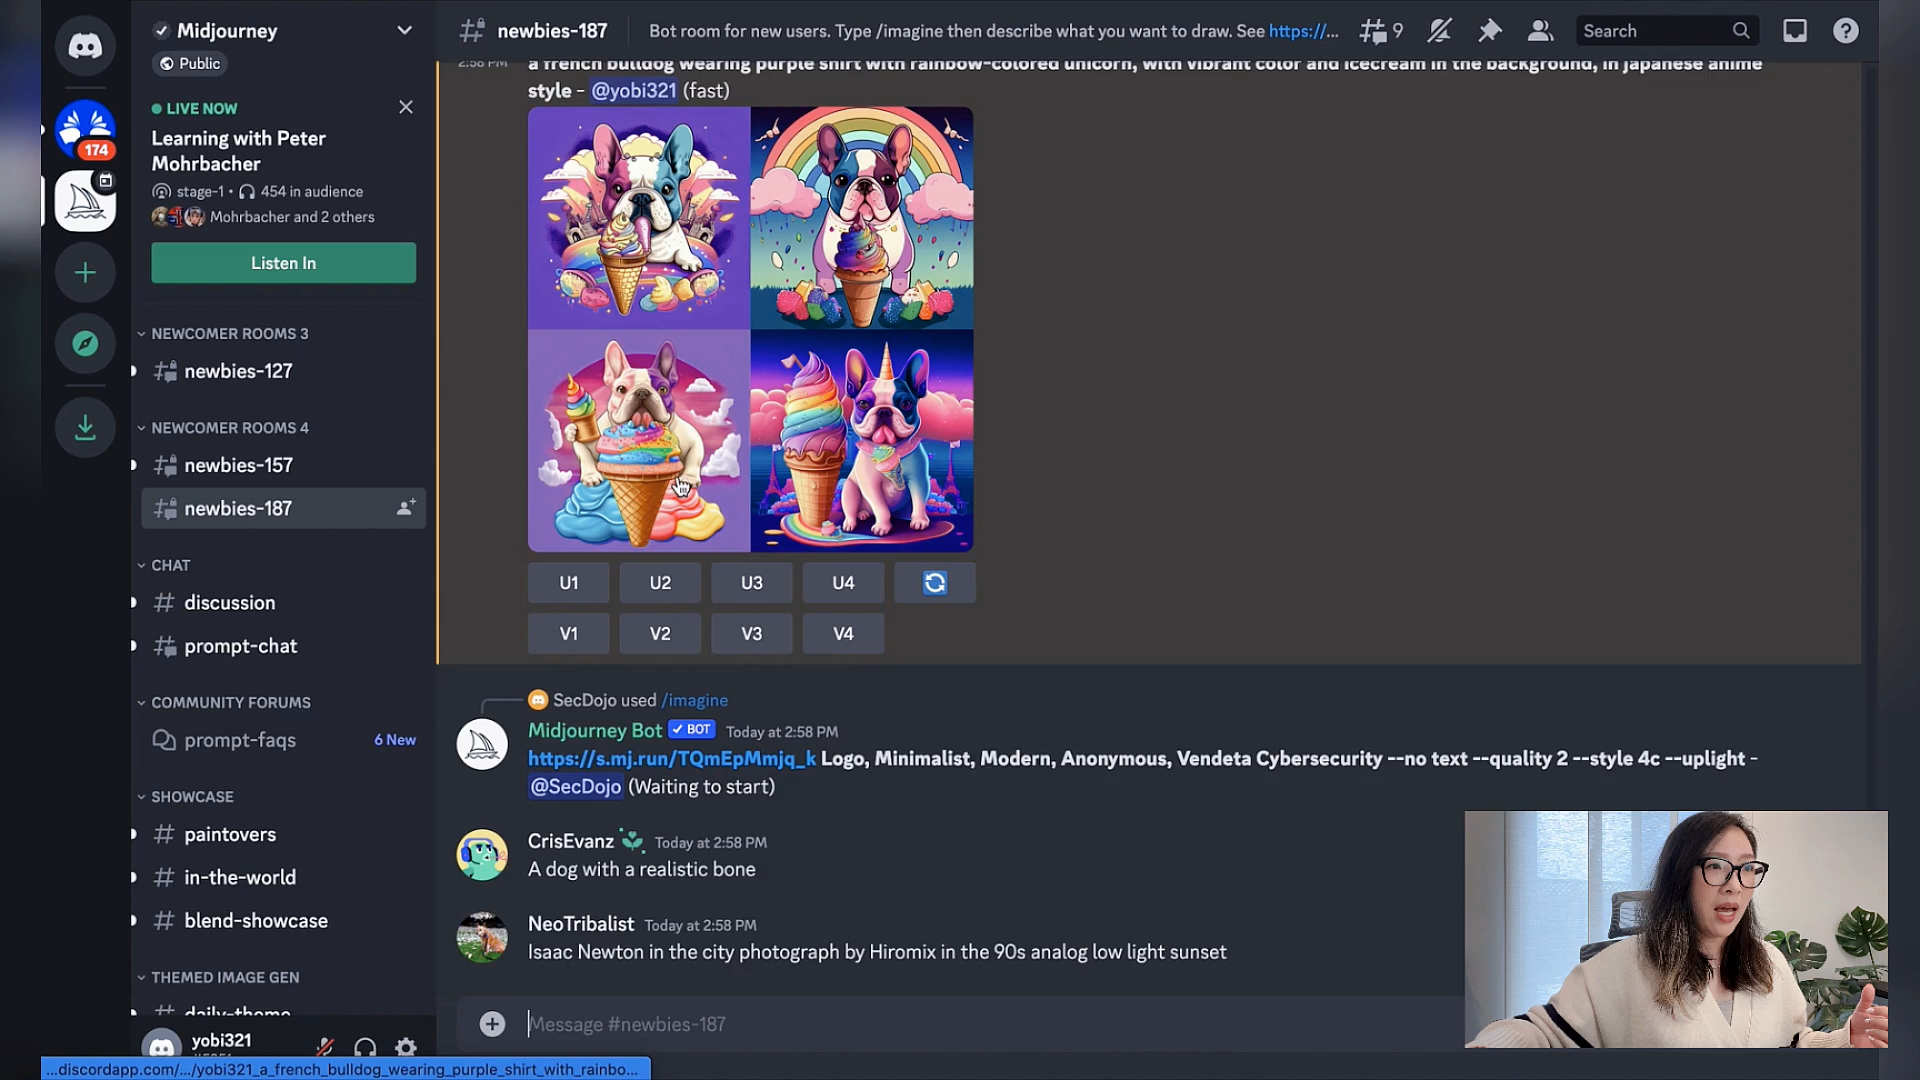 Midjourney
Public
LIVE NOW
Learning with Peter
Mohrbacher
stage-1 • 454 in audience
Mohrbacher and 2 others
Listen In
174
NEWCOMER ROOMS 3
newbies-127
NEWCOMER ROOMS 4
newbies-157
newbies-187
CHAT
discussion
prompt-chat
COMMUNITY FORUMS
prompt-faqs 6 New
SHOWCASE
# paintovers
# in-the-world
# blend-showcase
THEMED IMAGE GEN
# daily-theme
yobi321
...discordapp.com/.../yobi321_a_french_bulldog_wearing_purple_shirt_with_rainbo...
newbies-187 Bot room for new users. Type /imagine then describe what you want to draw. See https://... 9 Search
2:58 PM a french bulldog wearing purple shirt with rainbow-colored unicorn, with vibrant color and icecream in the background, in japanese anime
style - @yobi321 (fast)
U1 U2 U3 U4
V1 V2 V3 V4
SecDojo used /imagine
Midjourney Bot BOT Today at 2:58 PM
https://s.mj.run/TQmEpMmjq_k Logo, Minimalist, Modern, Anonymous, Vendeta Cybersecurity --no text --quality 2 --style 4c --uplight -
@SecDojo (Waiting to start)
CrisEvanz Today at 2:58 PM
A dog with a realistic bone
NeoTribalist Today at 2:58 PM
Isaac Newton in the city photograph by Hiromix in the 90s analog low light sunset
Message #newbies-187